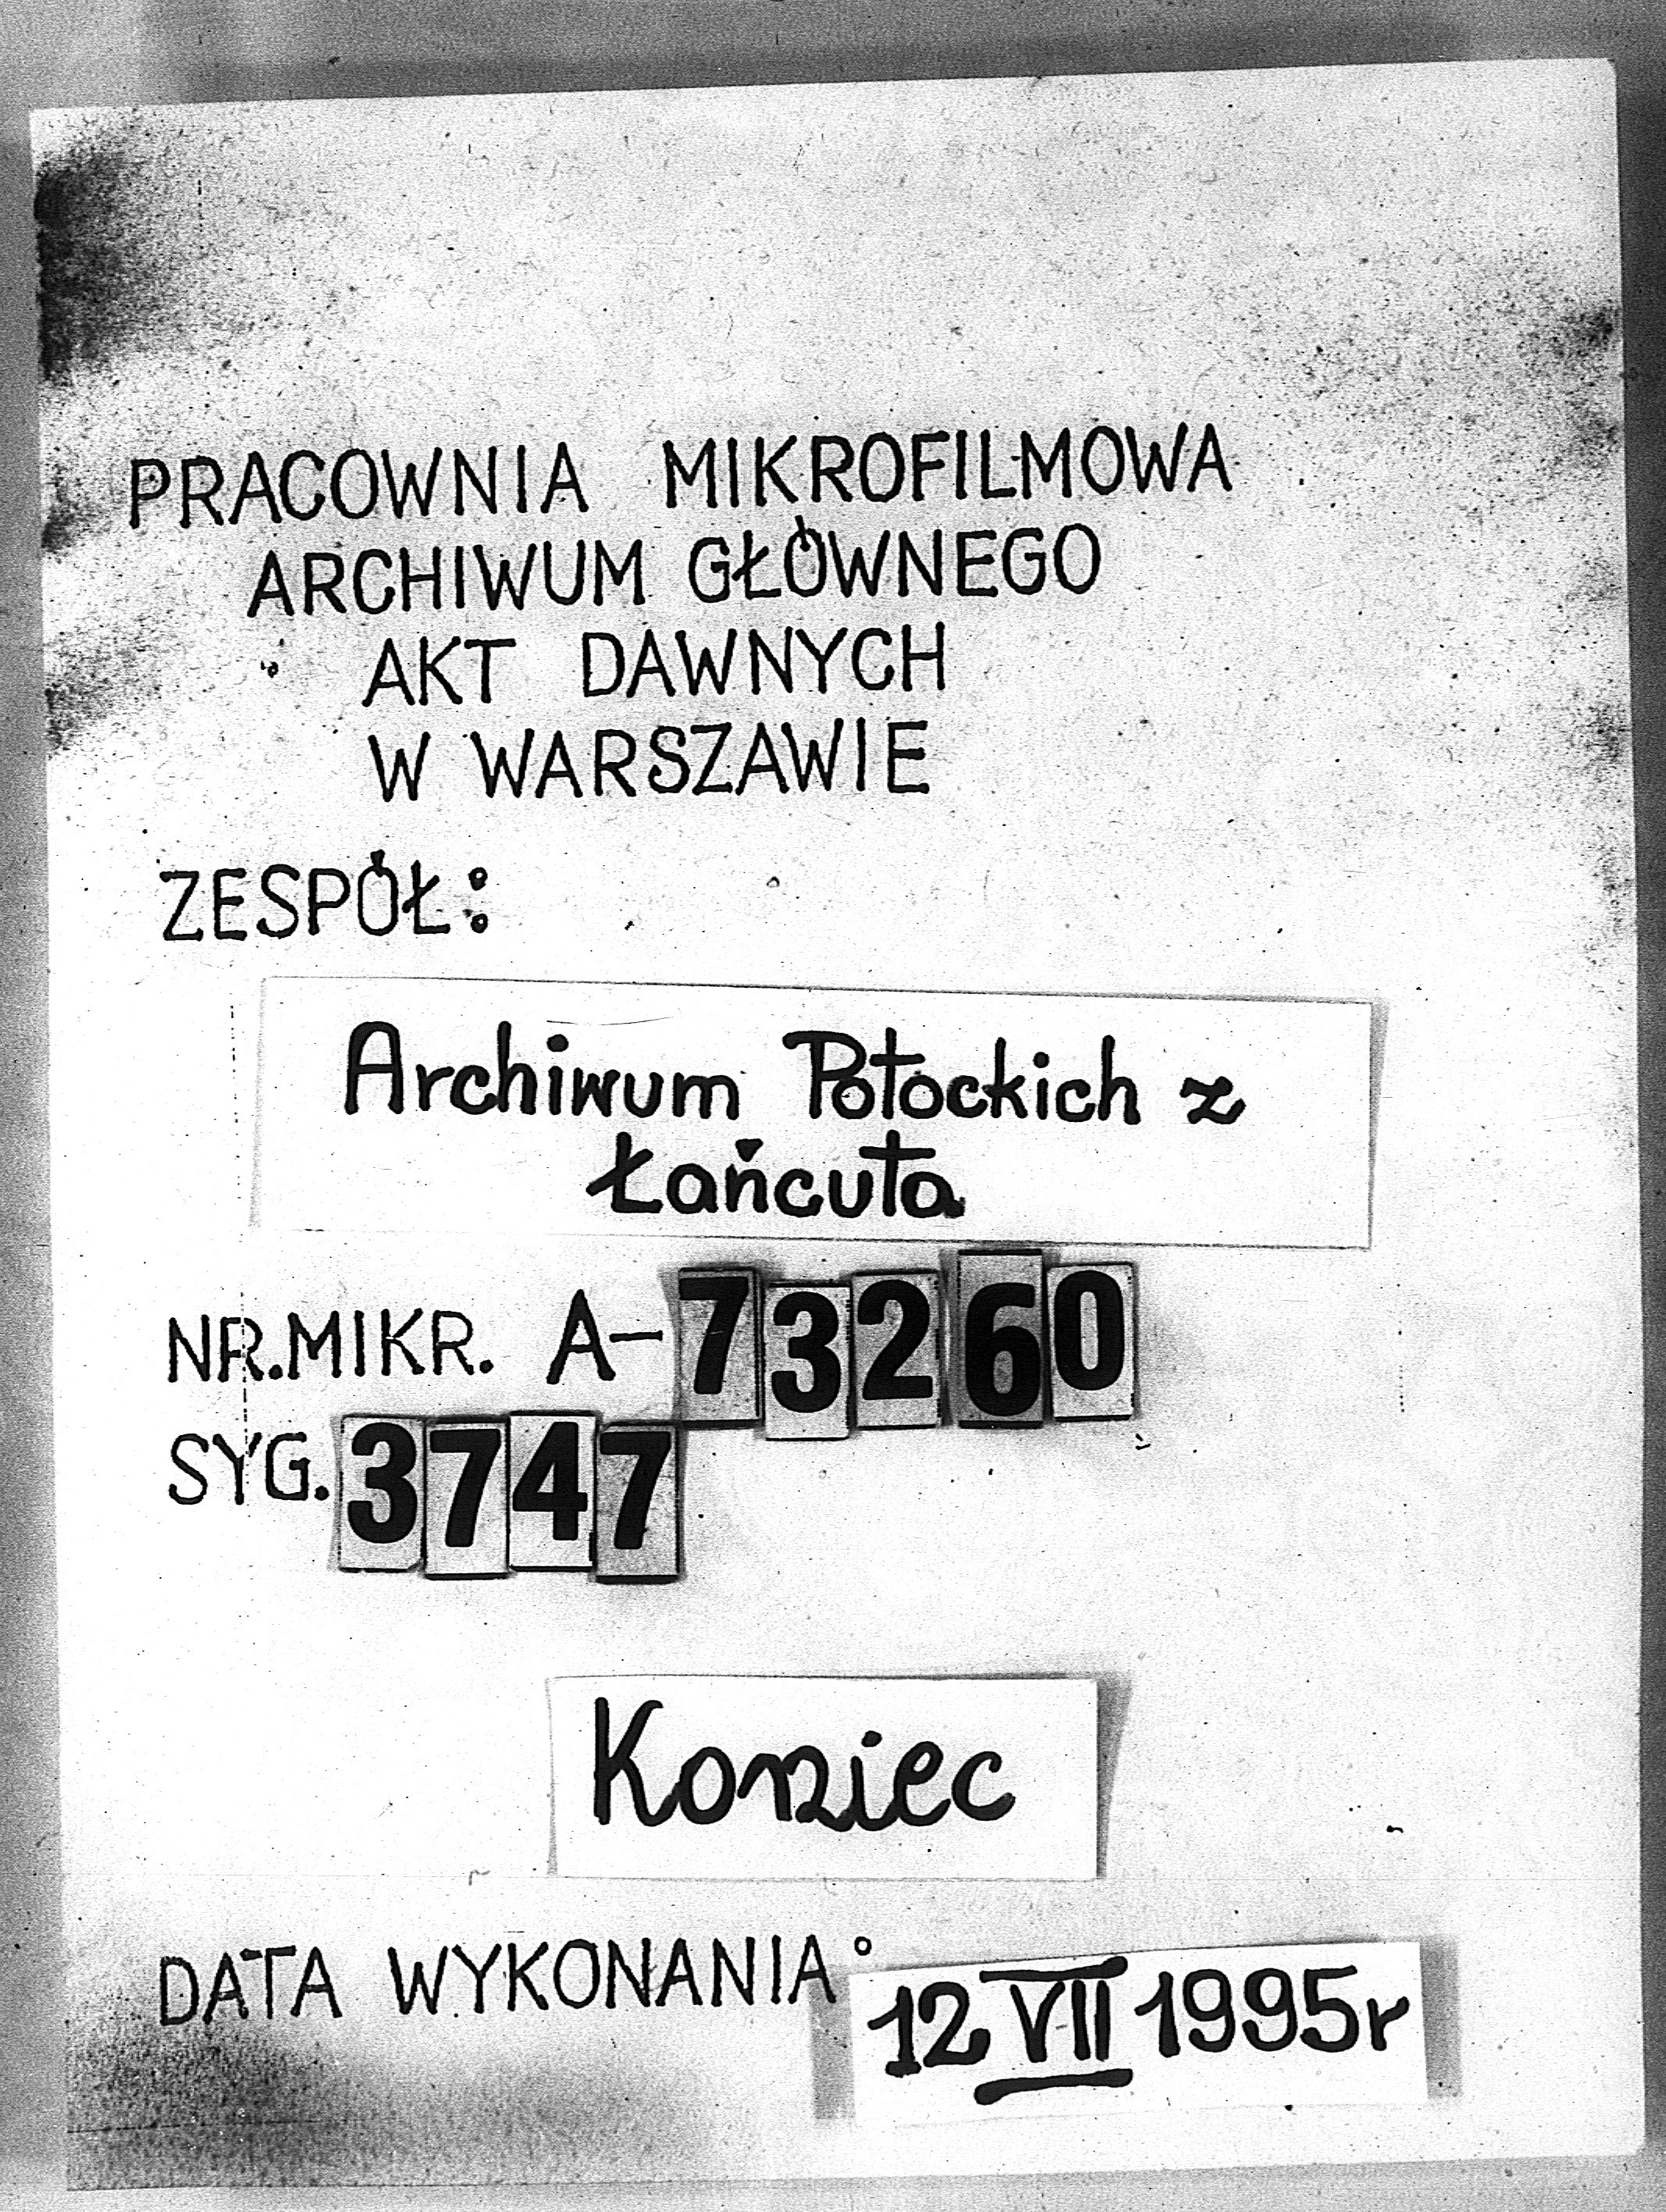 PRACOWNIA MIKROFILMOWA
ARCHIWUM GŁÓWNEGO
AKT DAWNYCH
W WARSZAWIE
ZESPÓŁ:
Archiwum Potockich z
Łańcuta
NR.MIKR. A-73260
SYG. 3747
Koniec
DATA WYKONANIA: 12 VII 1995r